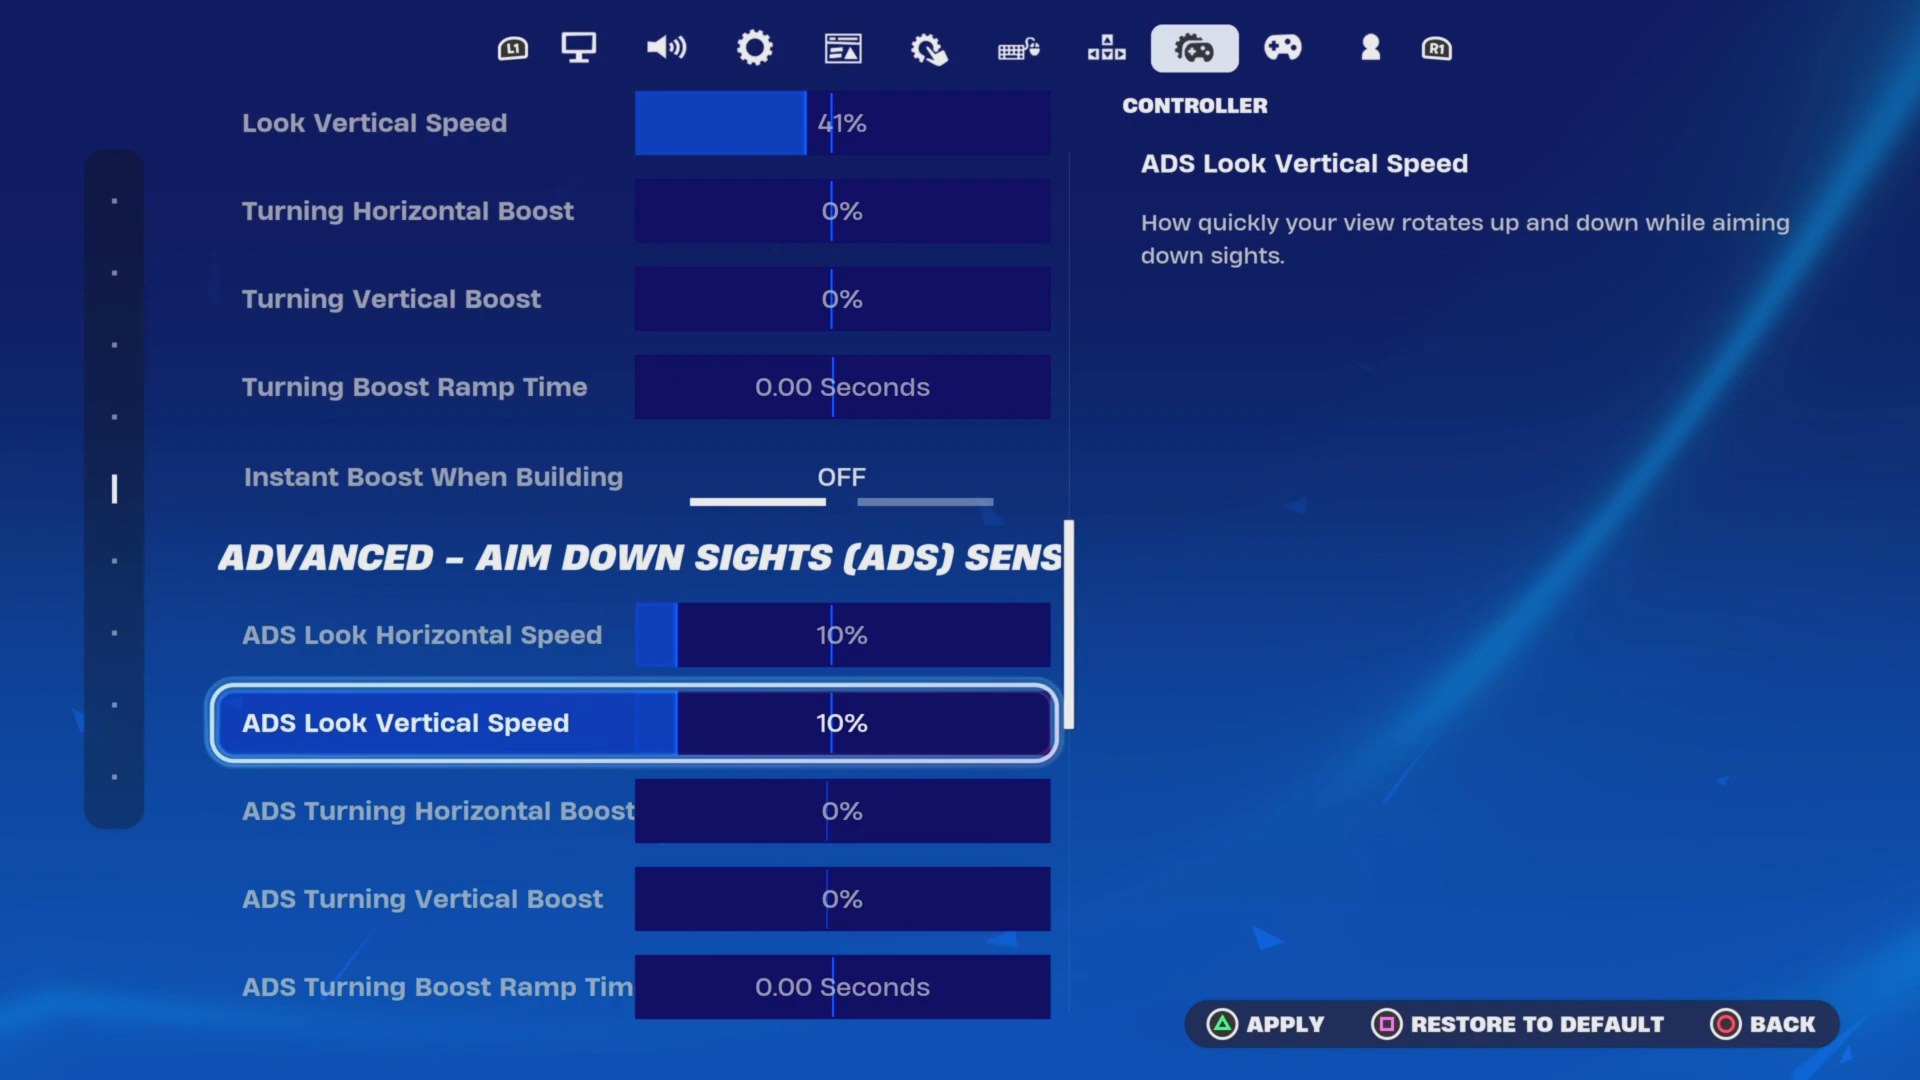 L1
R1
Look Vertical Speed 41%
Turning Horizontal Boost 0%
Turning Vertical Boost 0%
Turning Boost Ramp Time 0.00 Seconds
Instant Boost When Building OFF
ADVANCED – AIM DOWN SIGHTS (ADS) SENS
ADS Look Horizontal Speed 10%
ADS Look Vertical Speed 10%
ADS Turning Horizontal Boost 0%
ADS Turning Vertical Boost 0%
ADS Turning Boost Ramp Tim 0.00 Seconds
CONTROLLER
ADS Look Vertical Speed
How quickly your view rotates up and down while aiming
down sights.
APPLY RESTORE TO DEFAULT BACK